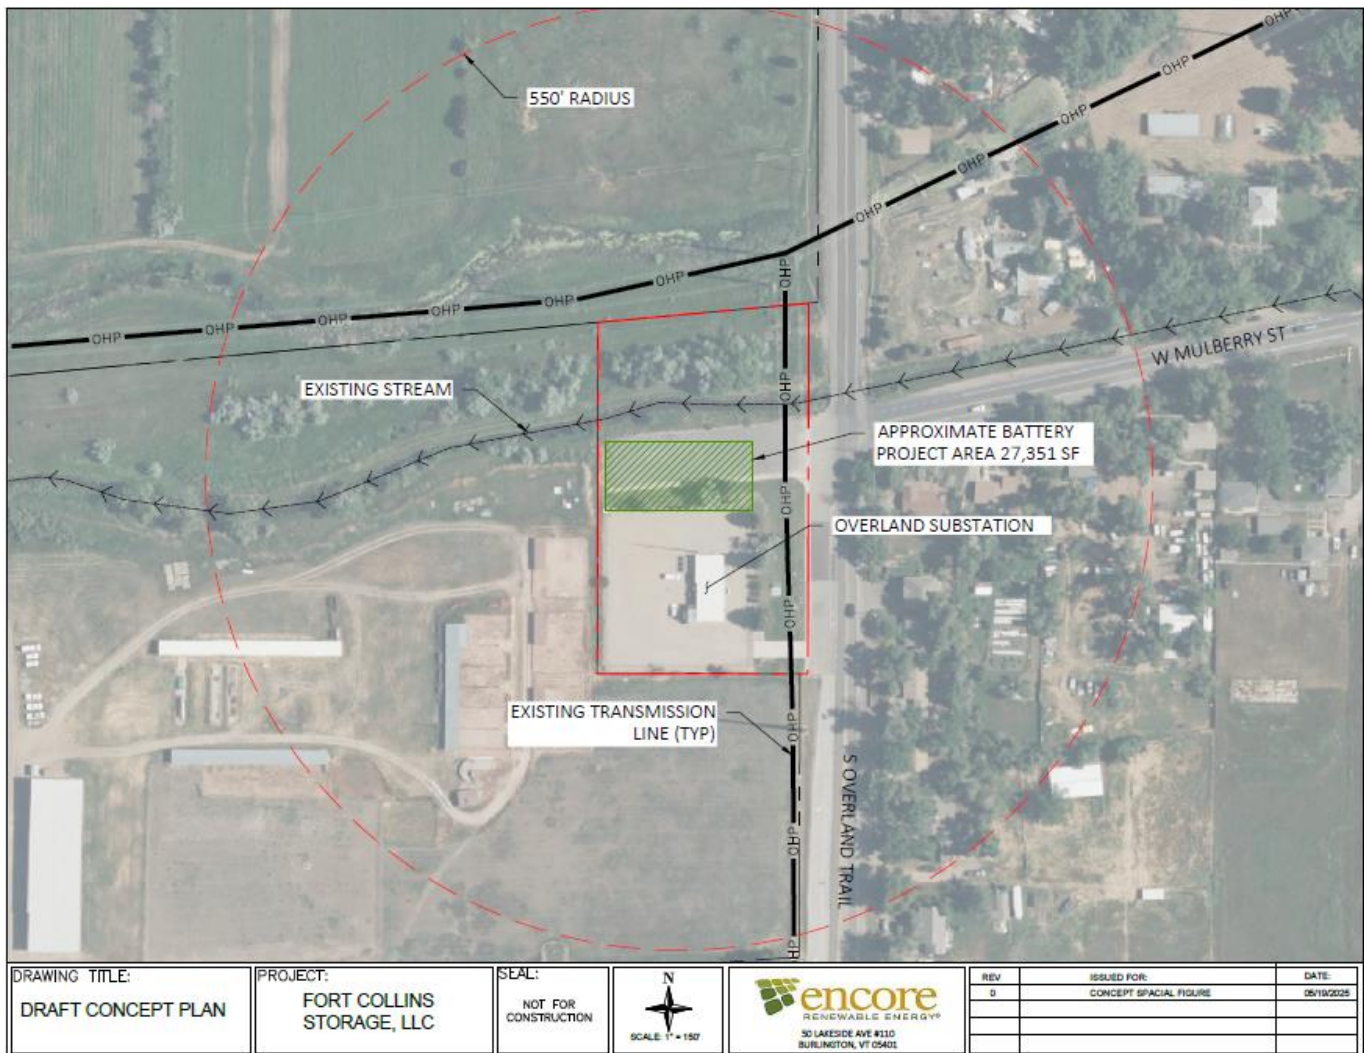 550' RADIUS
OHP
OHP
OHP
OHP
OHP
OHP
OHP
OHP
OHP
OHP
OHP
OHP
EXISTING STREAM
W MULBERRY ST
OHP
APPROXIMATE BATTERY
PROJECT AREA 27,351 SF
OHP
OVERLAND SUBSTATION
OHP
EXISTING TRANSMISSION
LINE (TYP)
OHP
S OVERLAND TRAIL
OHP
HP
DRAWING TITLE:
DRAFT CONCEPT PLAN
PROJECT:
FORT COLLINS
STORAGE, LLC
SEAL:
NOT FOR
CONSTRUCTION
N
SCALE: 1" = 150'
encore
RENEWABLE ENERGY®
50 LAKESIDE AVE #110
BURLINGTON, VT 05401
REV ISSUED FOR: DATE:
0 CONCEPT SPACIAL FIGURE 05/19/2025